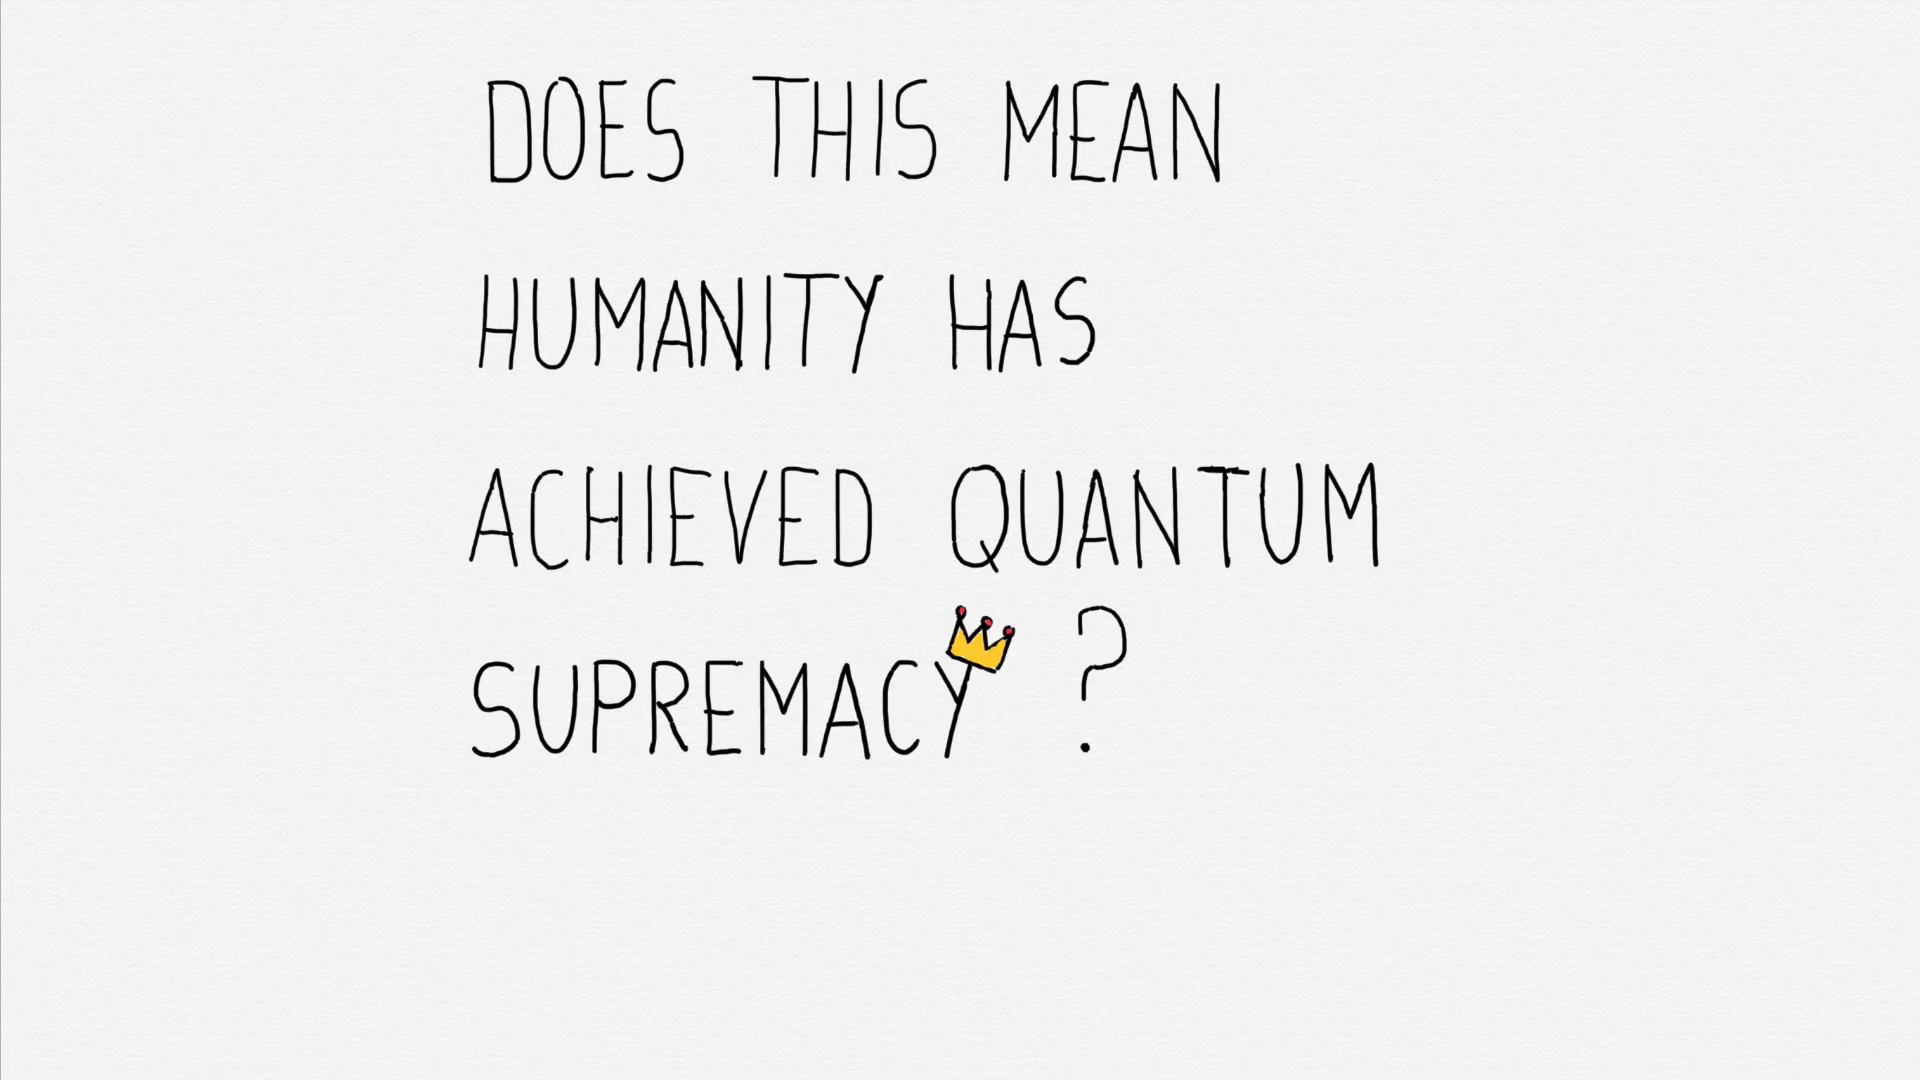 DOES THIS MEAN
HUMANITY HAS
ACHIEVED QUANTUM
SUPREMACY ?